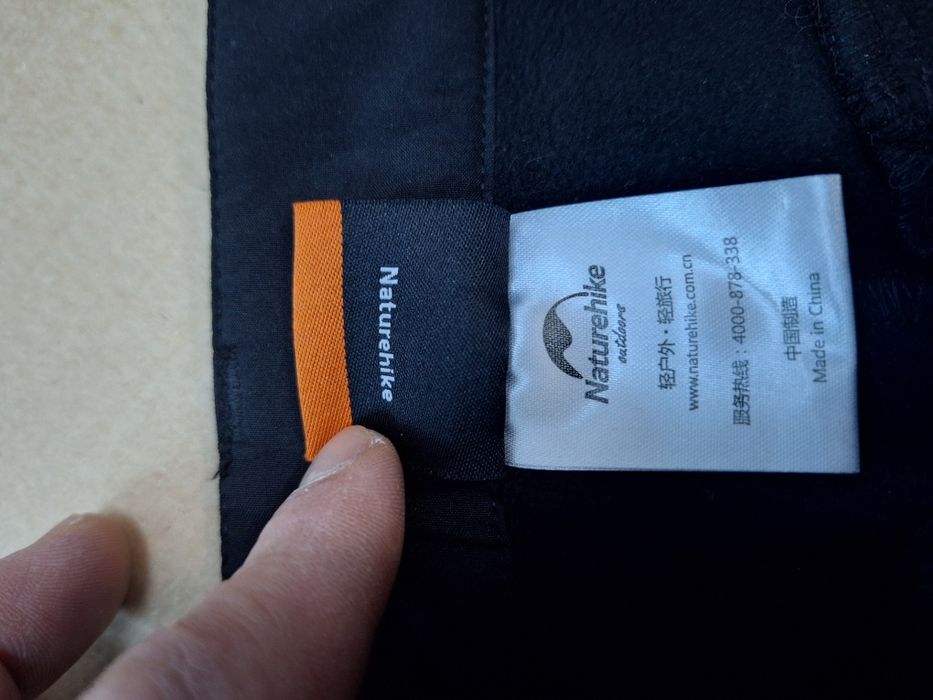 Naturehike
Naturehike
outdoors
轻户外·轻旅行
www.naturehike.com.cn
服务热线:4000-878-338
中国制造
Made in China